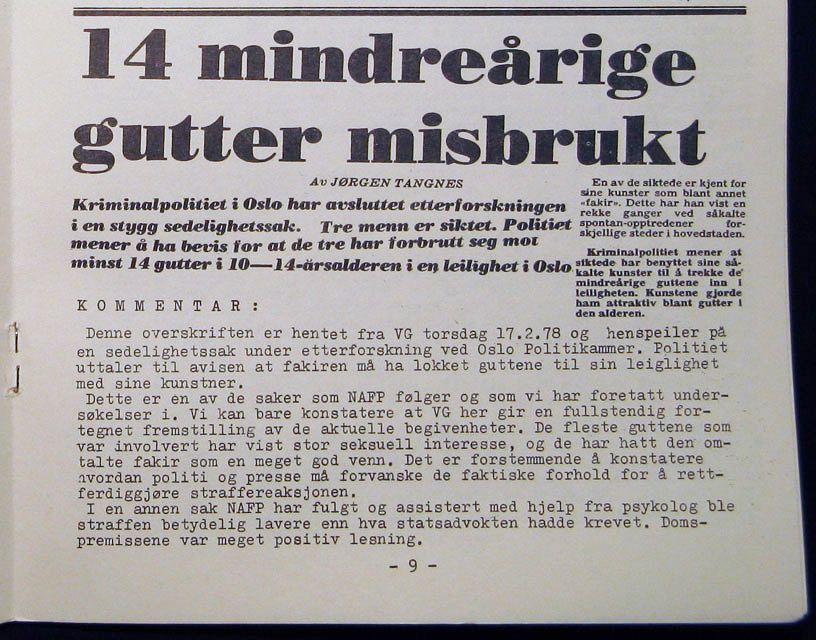 14 mindreårige
gutter misbrukt
Av JØRGEN TANGNES
Kriminalpolitiet i Oslo har avsluttet etterforskningen
i en stygg sedelighetssak. Tre menn er siktet. Politiet
mener å ha bevis for at de tre har forbrutt seg mot
minst 14 gutter i 10—14-årsalderen i en leilighet i Oslo
En av de siktede er kjent for
sine kunster som blant annet
«fakir». Dette har han vist en
rekke ganger ved såkalte
spontan-opptredener for-
skjellige steder i hovedstaden.
Kriminalpolitiet mener at
siktede har benyttet sine så-
kalte kunster til å trekke de
mindreårige guttene inn i
leiligheten. Kunstene gjorde
ham attraktiv blant gutter i
den alderen.
KOMMENTAR:
Denne overskriften er hentet fra VG torsdag 17.2.78 og henspeiler på
en sedelighetssak under etterforskning ved Oslo Politikammer. Politiet
uttaler til avisen at fakiren må ha lokket guttene til sin leiglighet
med sine kunstner.
Dette er en av de saker som NAFP følger og som vi har foretatt under-
søkelser i. Vi kan bare konstatere at VG her gir en fullstendig for-
tegnet fremstilling av de aktuelle begivenheter. De fleste guttene som
var involvert har vist stor seksuell interesse, og de har hatt den om-
talte fakir som en meget god venn. Det er forstemmende å konstatere
hvordan politi og presse må forvanske de faktiske forhold for å rett-
ferdiggjøre straffereaksjonen.
I en annen sak NAFP har fulgt og assistert med hjelp fra psykolog ble
straffen betydelig lavere enn hva statsadvokten hadde krevet. Doms-
premissene var meget positiv lesning.
- 9 -